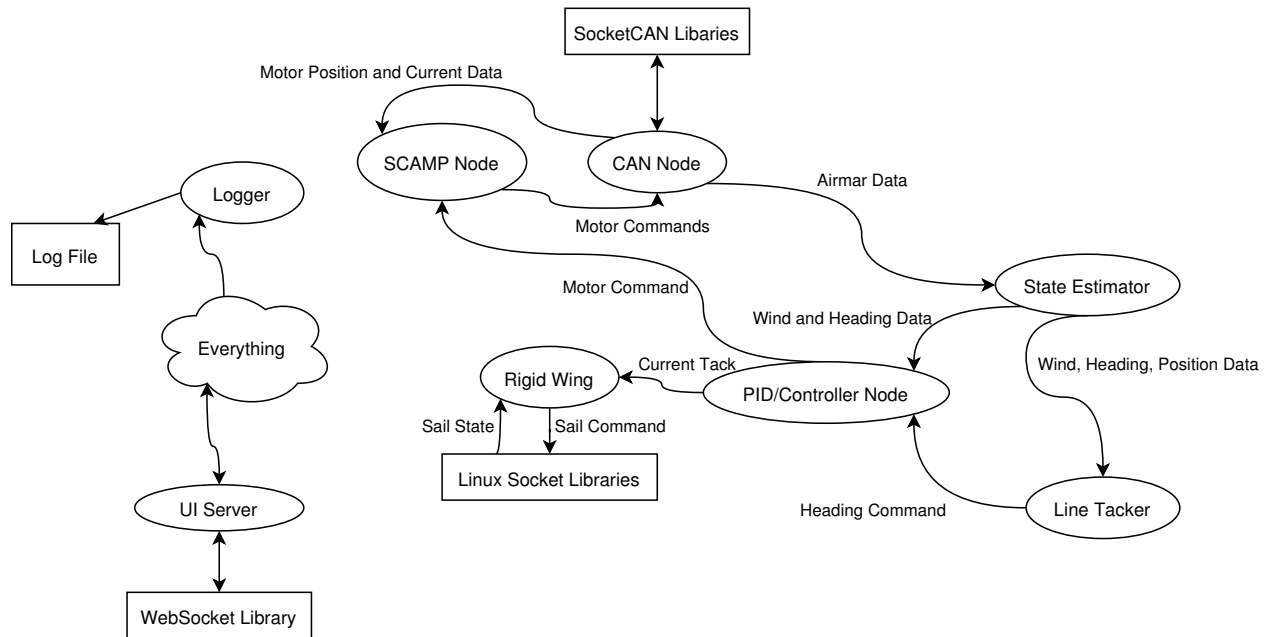 SocketCAN Libaries
Motor Position and Current Data
SCAMP Node
CAN Node
Airmar Data
Logger
Motor Commands
Log File
Motor Command
State Estimator
Wind and Heading Data
Everything
Current Tack
Wind, Heading, Position Data
Rigid Wing
PID/Controller Node
Sail State
Sail Command
Linux Socket Libraries
UI Server
Heading Command
Line Tacker
WebSocket Library